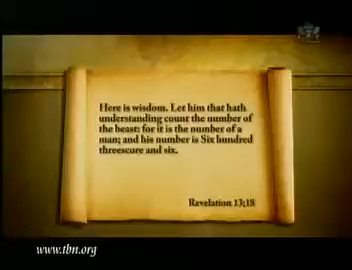 Here is wisdom. Let him that hath
understanding count the number of
the beast: for it is the number of a
man; and his number is Six hundred
threescore and six.
Revelation 13;18
www.tbn.org